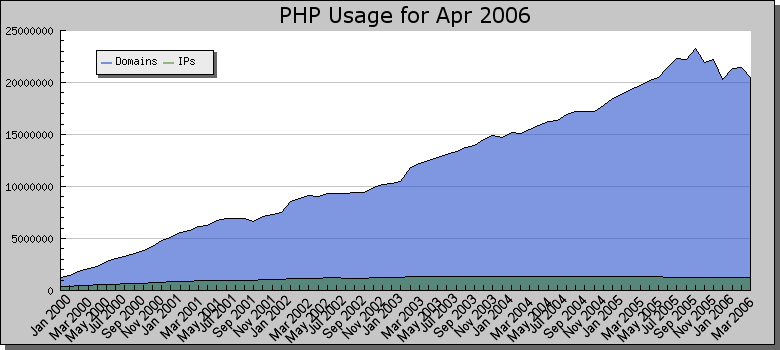 PHP Usage for Apr 2006
25000000
20000000
15000000
10000000
5000000
0
Domains
IPs
Jan 2000
Mar 2000
May 2000
Jul 2000
Sep 2000
Nov 2000
Jan 2001
Mar 2001
May 2001
Jul 2001
Sep 2001
Nov 2001
Jan 2002
Mar 2002
May 2002
Jul 2002
Sep 2002
Nov 2002
Jan 2003
Mar 2003
May 2003
Jul 2003
Sep 2003
Nov 2003
Jan 2004
Mar 2004
May 2004
Jul 2004
Sep 2004
Nov 2004
Jan 2005
Mar 2005
May 2005
Jul 2005
Sep 2005
Nov 2005
Jan 2006
Mar 2006